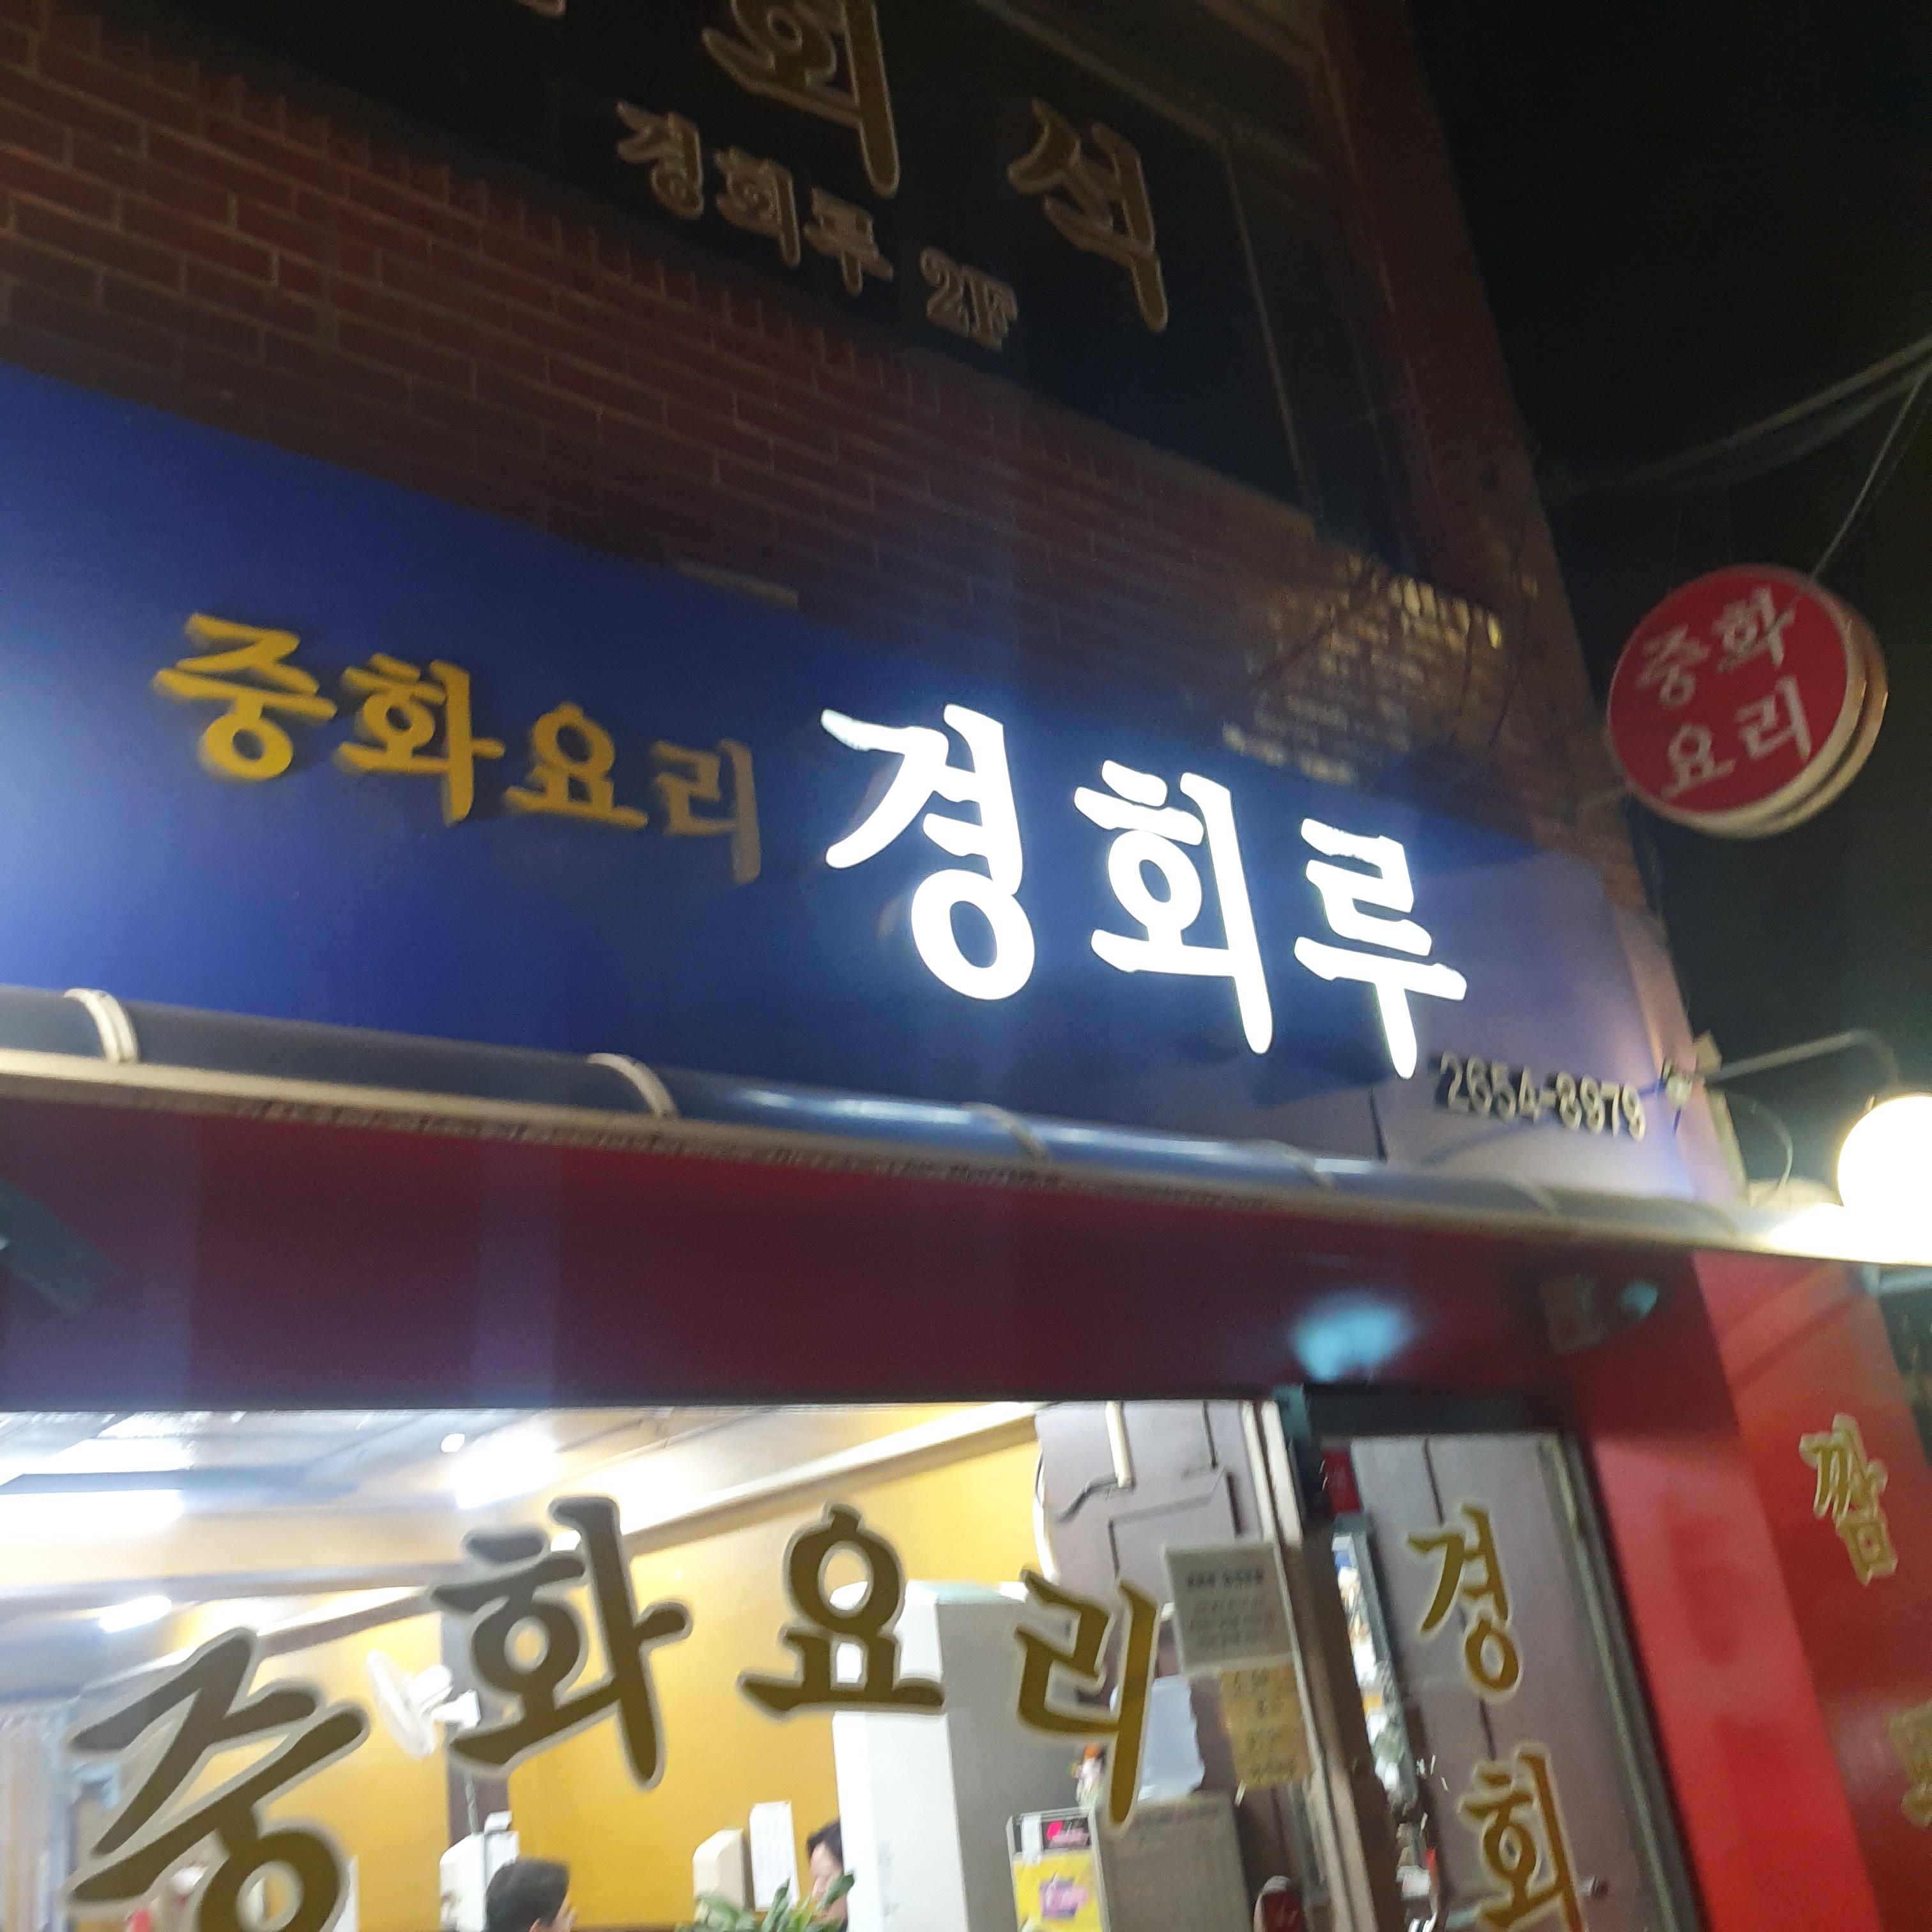 회 석
경회루 2F
중화
요리
중화요리 경회루
2654-8979
중화요리
경회
짬